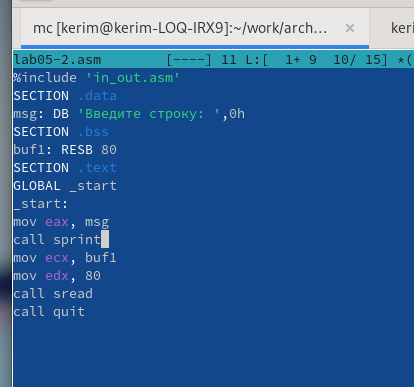 mc [kerim@kerim-LOQ-IRX9]:~/work/arch…
×
keri
lab05-2.asm [----] 11 L:[ 1+ 9 10/ 15] *(
%include 'in_out.asm'
SECTION .data
msg: DB 'Введите строку: ',0h
SECTION .bss
buf1: RESB 80
SECTION .text
GLOBAL _start
_start:
mov eax, msg
call sprint
mov ecx, buf1
mov edx, 80
call sread
call quit